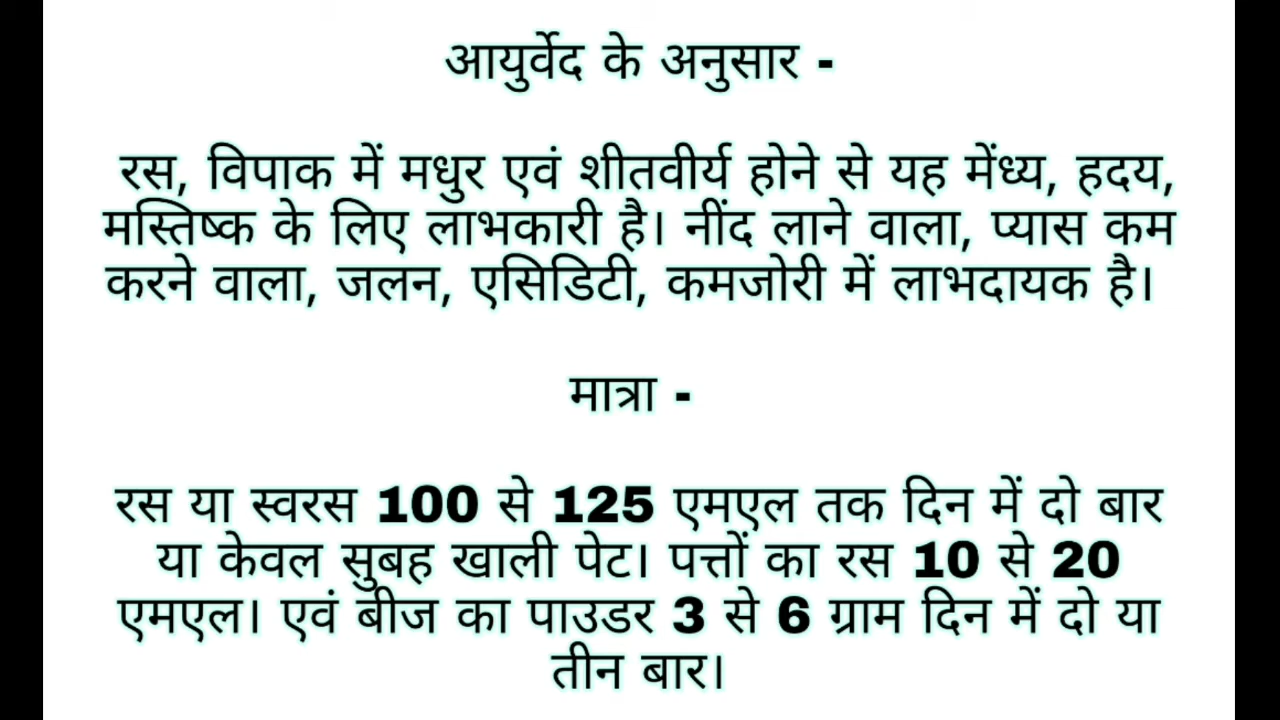 आयुर्वेद के अनुसार -
रस, विपाक में मधुर एवं शीतवीर्य होने से यह मेंध्य, हदय,
मस्तिष्क के लिए लाभकारी है। नींद लाने वाला, प्यास कम
करने वाला, जलन, एसिडिटी, कमजोरी में लाभदायक है।
मात्रा -
रस या स्वरस 100 से 125 एमएल तक दिन में दो बार
या केवल सुबह खाली पेट। पत्तों का रस 10 से 20
एमएल। एवं बीज का पाउडर 3 से 6 ग्राम दिन में दो या
तीन बार।